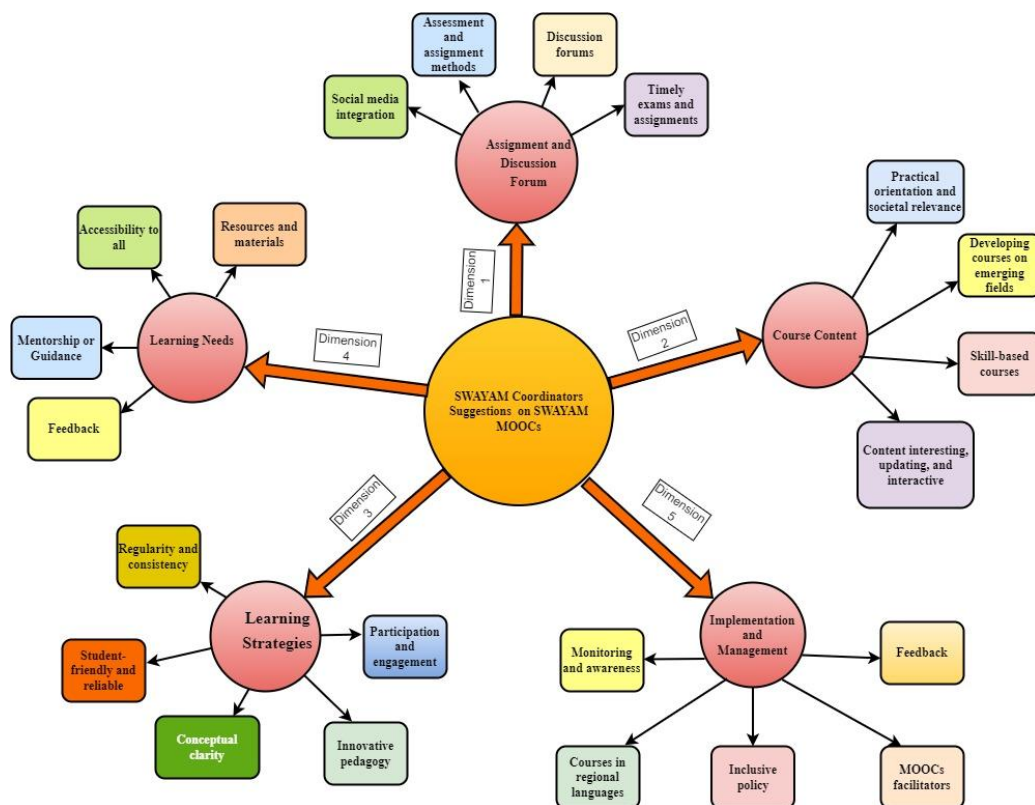 Assessment and
assignment
methods
Discussion
forums
Social media
integration
Timely
exams and
assignments
Assignment and
Discussion
Forum
Practical
orientation and
societal relevance
Accessibility to
all
Resources and
materials
Developing
courses on
emerging
fields
Dimension
1
Mentorship or
Guidance
Learning Needs
Dimension
4
Dimension
2
Course Content
Skill-based
courses
Feedback
SWAYAM Coordinators
Suggestions on SWAYAM
MOOCs
Content interesting,
updating, and
interactive
Dimension
3
Dimension
5
Regularity and
consistency
Learning
Strategies
Participation
and
engagement
Student-
friendly and
reliable
Conceptual
clarity
Innovative
pedagogy
Implementation
and
Management
Monitoring
and awareness
Feedback
Courses in
regional
languages
Inclusive
policy
MOOCs
facilitators